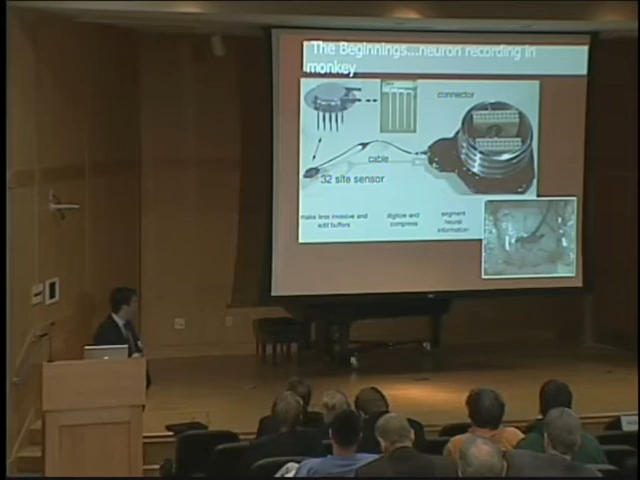 The Beginnings...neuron recording in
monkey
connector
cable
32 site sensor
make less invasive and
add buffers
digitize and
compress
segment
neural
information